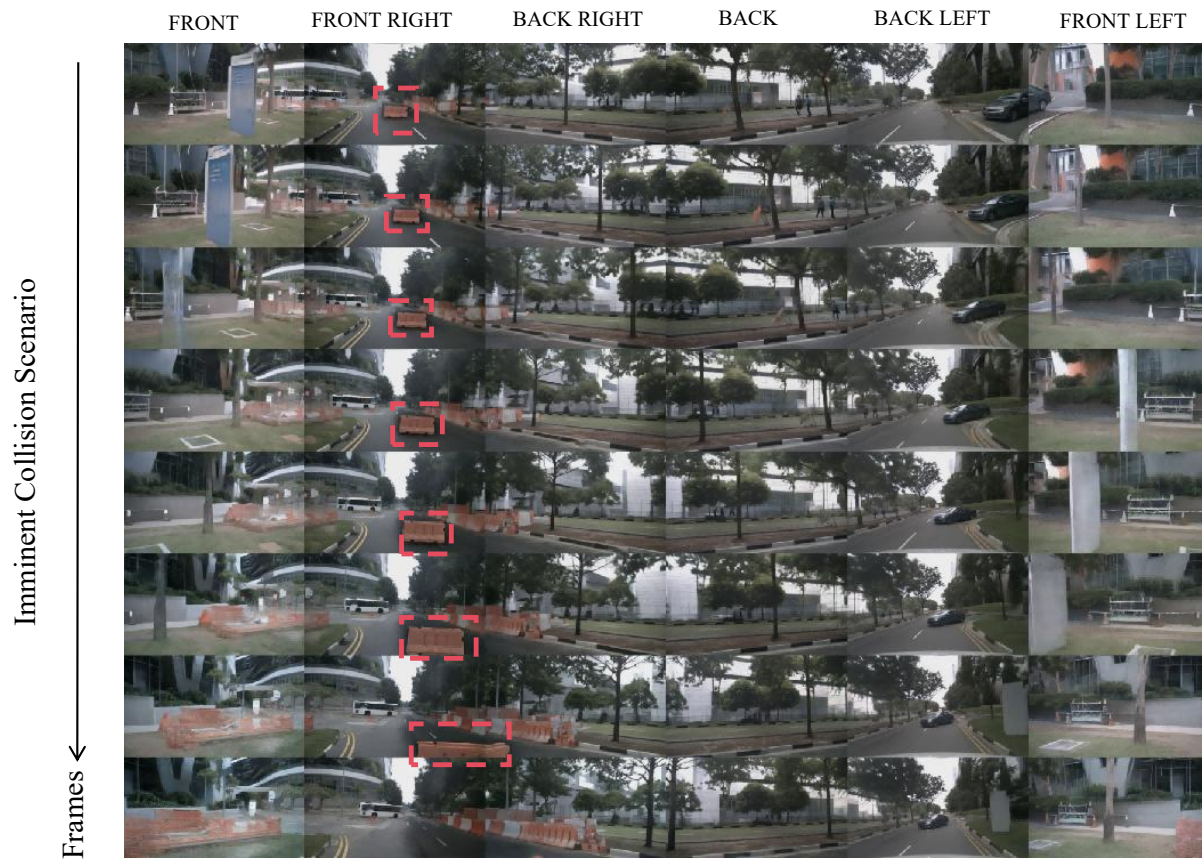 FRONT
FRONT RIGHT
BACK RIGHT
BACK
BACK LEFT
FRONT LEFT
Imminent Collision Scenario
Frames